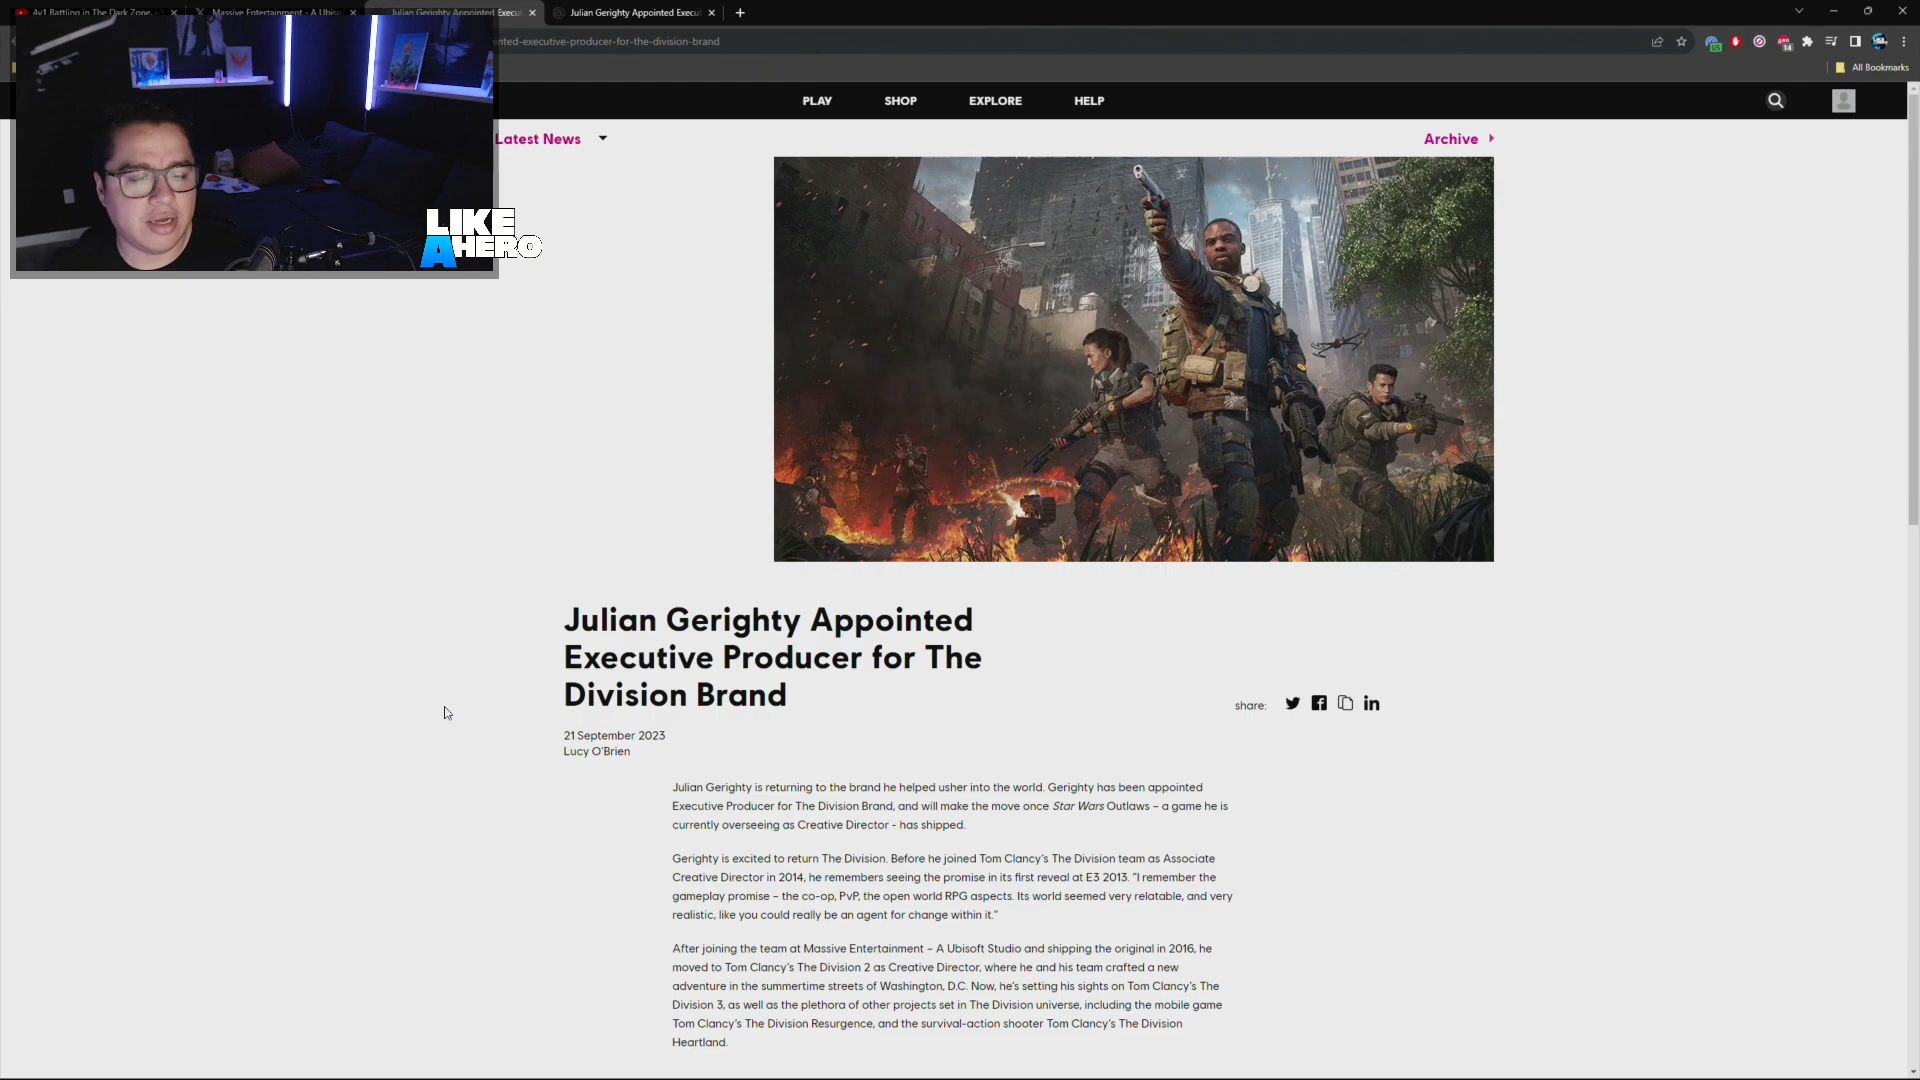 4v1 Battling in The Dark Zone.
Massive Entertainment - A Ubis
Julian Gerighty Appointed Execut
Julian Gerighty Appointed Execu
nted-executive-producer-for-the-division-brand
US
14
All Bookmarks
PLAY
SHOP
EXPLORE
HELP
Latest News
Archive
LIKE
A HERO
Julian Gerighty Appointed
Executive Producer for The
Division Brand
share:
21 September 2023
Lucy O'Brien
Julian Gerighty is returning to the brand he helped usher into the world. Gerighty has been appointed
Executive Producer for The Division Brand, and will make the move once Star Wars Outlaws – a game he is
currently overseeing as Creative Director - has shipped.
Gerighty is excited to return The Division. Before he joined Tom Clancy's The Division team as Associate
Creative Director in 2014, he remembers seeing the promise in its first reveal at E3 2013. "I remember the
gameplay promise – the co-op, PvP, the open world RPG aspects. Its world seemed very relatable, and very
realistic, like you could really be an agent for change within it."
After joining the team at Massive Entertainment – A Ubisoft Studio and shipping the original in 2016, he
moved to Tom Clancy's The Division 2 as Creative Director, where he and his team crafted a new
adventure in the summertime streets of Washington, D.C. Now, he's setting his sights on Tom Clancy's The
Division 3, as well as the plethora of other projects set in The Division universe, including the mobile game
Tom Clancy's The Division Resurgence, and the survival-action shooter Tom Clancy's The Division
Heartland.